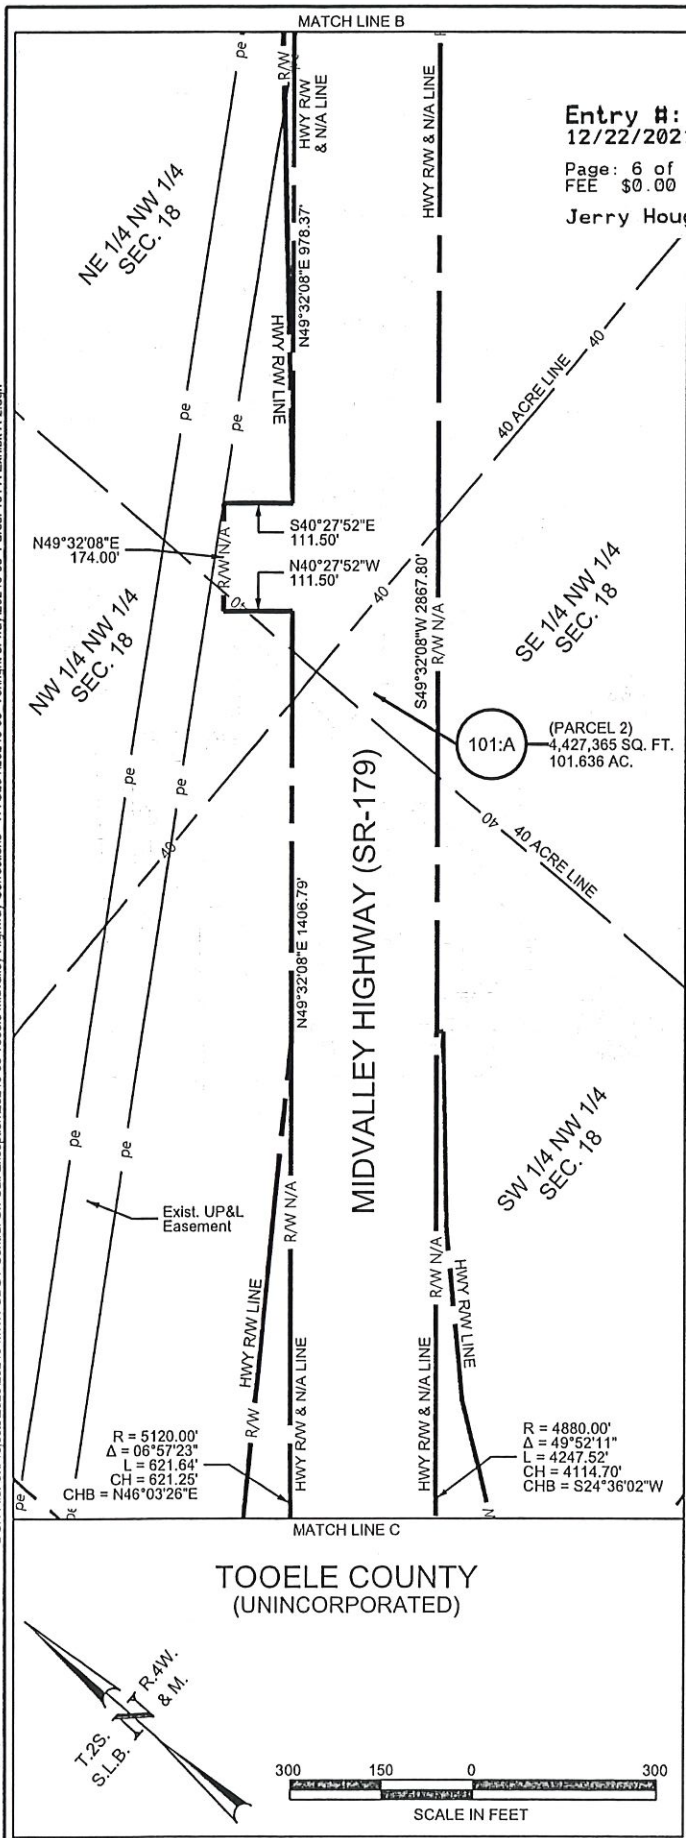 MATCH LINE B
pe
R/W
HWY R/W
& N/A LINE
HWY R/W & N/A LINE
Entry #:
12/22/202
Page: 6 of
FEE $0.00
Jerry Houg
NE 1/4 NW 1/4
SEC. 18
N49°32'08"E 978.37'
HWY R/W LINE
40
40 ACRE LINE
pe
pe
N49°32'08"E
174.00'
R/W N/A
S40°27'52"E
111.50'
N40°27'52"W
111.50'
40
40
S49°32'08"W 2867.80'
R/W N/A
SE 1/4 NW 1/4
SEC. 18
NW 1/4 NW 1/4
SEC. 18
101:A
(PARCEL 2)
4,427,365 SQ. FT.
101.636 AC.
pe
pe
40
MIDVALLEY HIGHWAY (SR-179)
40
40 ACRE LINE
N49°32'08"E 1406.79'
pe
pe
SW 1/4 NW 1/4
SEC. 18
Exist. UP&L
Easement
R/W N/A
R/W N/A
HWY R/W LINE
HWY R/W LINE
R/W
HWY R/W & N/A LINE
HWY R/W & N/A LINE
R = 5120.00'
Δ = 06°57'23"
L = 621.64'
CH = 621.25'
CHB = N46°03'26"E
R = 4880.00'
Δ = 49°52'11"
L = 4247.52'
CH = 4114.70'
CHB = S24°36'02"W
pe
pe
MATCH LINE C
TOOELE COUNTY
(UNINCORPORATED)
R.4W.
& M.
T.2S.
S.L.B.
300 150 0 300
SCALE IN FEET